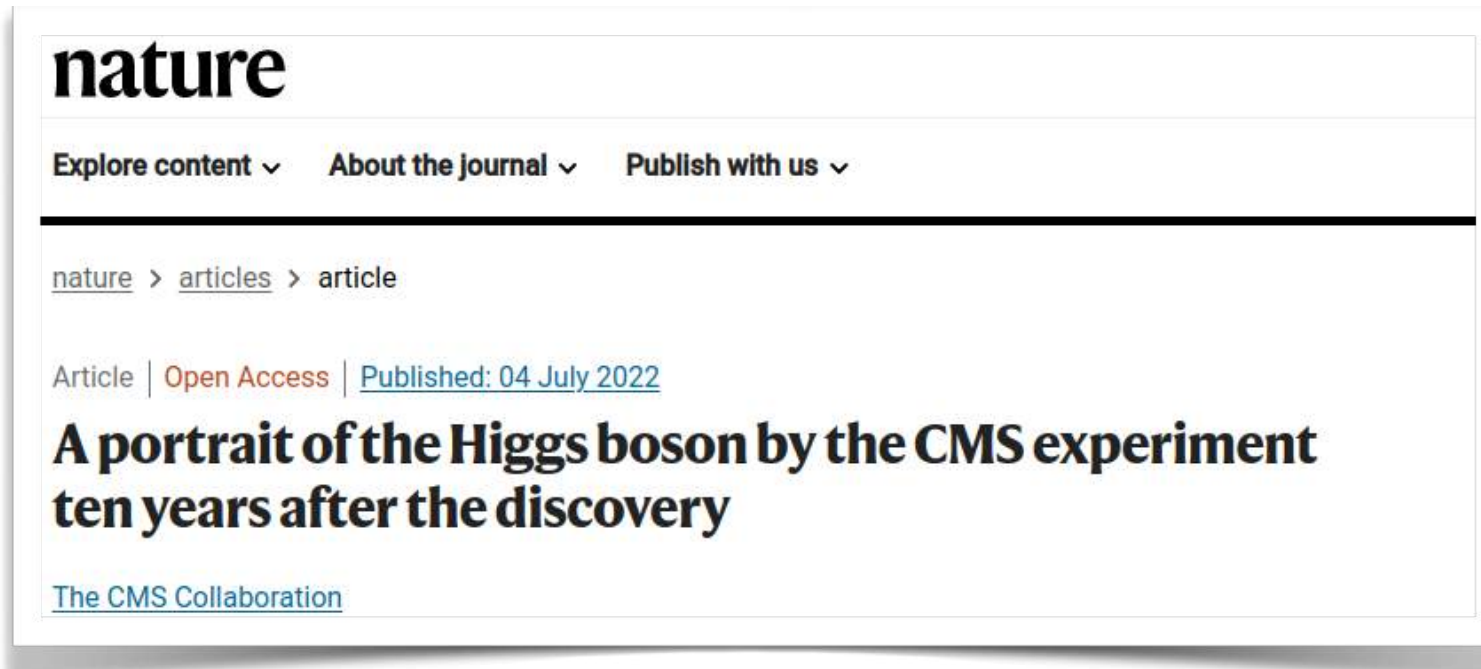 nature
Explore content About the journal Publish with us
nature > articles > article
Article | Open Access | Published: 04 July 2022
A portrait of the Higgs boson by the CMS experiment
ten years after the discovery
The CMS Collaboration